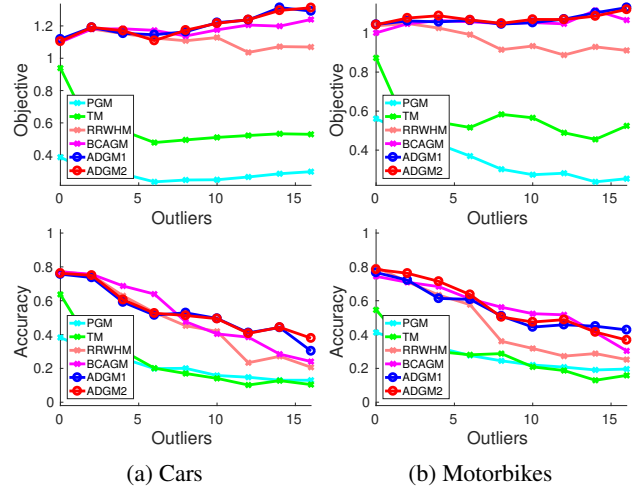 Objective
1.2
1
0.8
0.6
0.4
PGM
TM
RRWHM
BCAGM
ADGM1
ADGM2
0 5 10 15
Outliers
Objective
1
0.8
0.6
0.4
PGM
TM
RRWHM
BCAGM
ADGM1
ADGM2
0 5 10 15
Outliers
Accuracy
1
0.8
0.6
0.4
0.2
0
PGM
TM
RRWHM
BCAGM
ADGM1
ADGM2
0 5 10 15
Outliers
Accuracy
1
0.8
0.6
0.4
0.2
0
PGM
TM
RRWHM
BCAGM
ADGM1
ADGM2
0 5 10 15
Outliers
(a) Cars
(b) Motorbikes